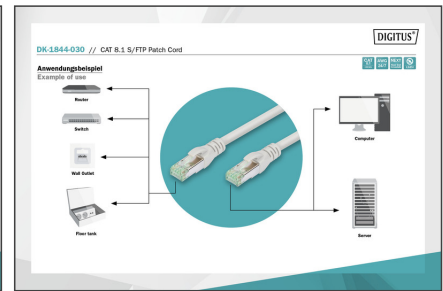 DIGITUS®
DK-1844-030 // CAT 8.1 S/FTP Patch Cord
Anwendungsbeispiel
Example of use
Router
Switch
Wall Outlet
Floor tank
Computer
Server